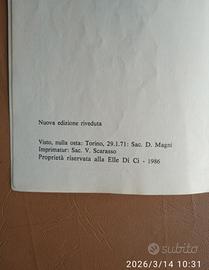 Nuova edizione riveduta
Visto, nulla osta: Torino, 29.1.71: Sac. D. Magni
Imprimatur: Sac. V. Scarasso
Proprietà riservata alla Elle Di Ci - 1986
subito
2026/3/14 10:31